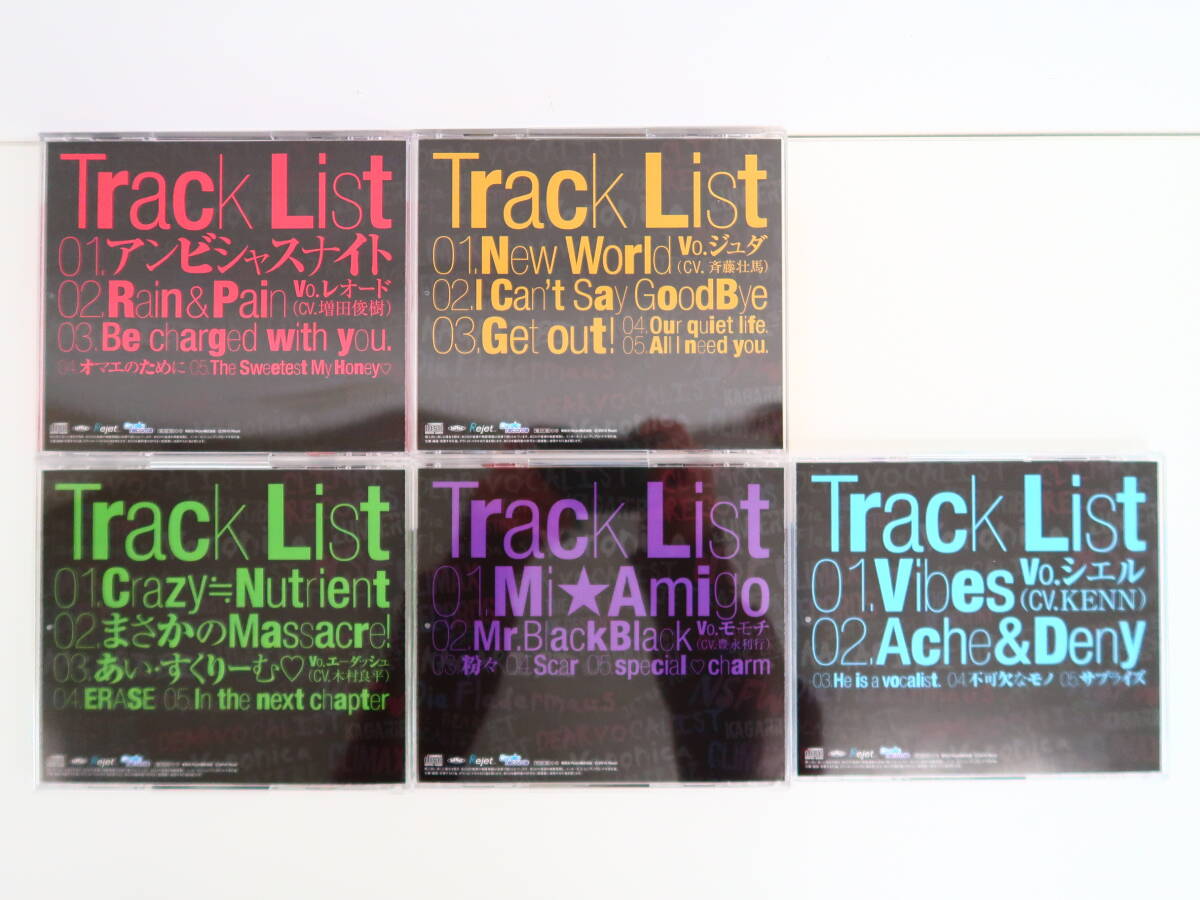 Track List
01.アンビシャスナイト
02.Rain&Pain Vo.レオード
(CV.増田俊樹)
03.Be charged with you.
04.オマエのために 05.The Sweetest My Honey♡
Rejet
Track List
01.New World Vo.ジュダ
(CV.斉藤壮馬)
02.I Can't Say GoodBye
03.Get out! 04.Our quiet life.
05.All I need you.
Rejet
Track List
01.Crazy≒Nutrient
02.まさかのMassacre!
03.あい・すくりーむ♡ Vo.エーダッシュ
(CV.木村良平)
04.ERASE 05.In the next chapter
Rejet
Track List
01.Mi★Amigo
02.Mr.BlackBlack Vo.モモチ
(CV.豊永利行)
03.粉々 04.Scar 05.special♡charm
Rejet
Track List
01.Vibes Vo.シエル
(CV.KENN)
02.Ache&Deny
03.He is a vocalist. 04.不可欠なモノ 05.サプライズ
Rejet